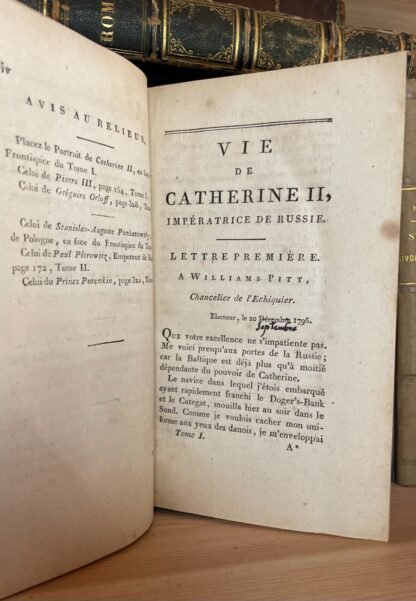 iv
AVIS AU RELIEUR,
Placez le Portrait de Catherine II, en
Frontispice du Tome I.
Celui de Pierre III, page 154, Tome I.
Celui de Grégoire Orloff, page 228, Tome
Celui de Stanislas-Auguste Poniatowsky,
de Pologne, en face du Frontispice du
Celui de Paul Pétrowitz, Empereur de
page 172, Tome II.
Celui du Prince Potemkin, page 322,
VIE
DE
CATHERINE II,
IMPÉRATRICE DE RUSSIE.
LETTRE PREMIÈRE.
A WILLIAMS PITT,
Chancelier de l'Echiquier.
Elseneur, le 20 Décembre 1796.
Septembre
QUE votre excellence ne s'impatiente pas.
Me voici presqu'aux portes de la Russie;
car la Baltique est déjà plus qu'à moitié
dépendante du pouvoir de Catherine.
Le navire dans lequel j'étois embarqué
ayant rapidement franchi le Doger's-Bank
et le Categat, mouilla hier au soir dans le
Sund. Comme je voulois cacher mon uni-
forme aux yeux des danois, je m'enveloppai
Tome I.
A*
ROM